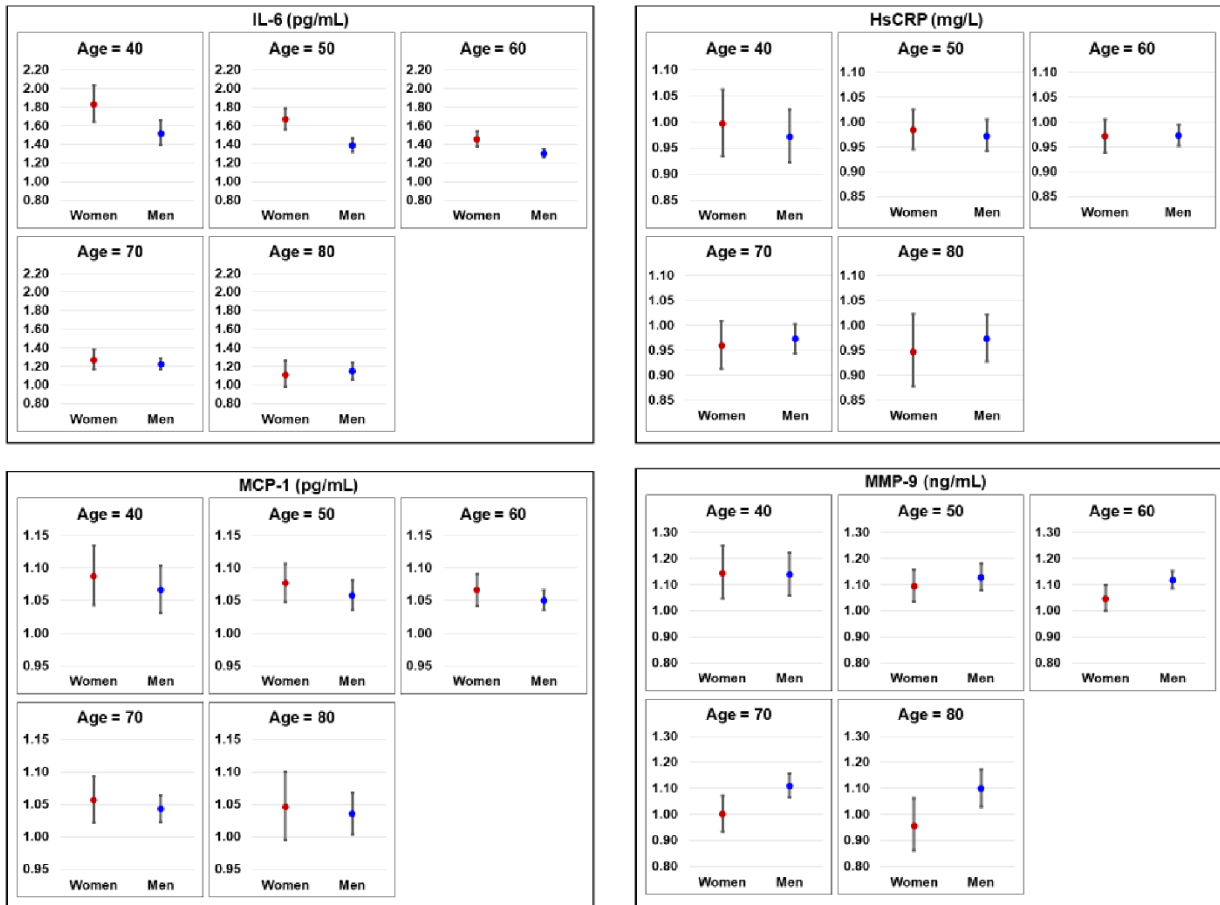 IL-6 (pg/mL)
Age = 40 Age = 50 Age = 60
2.20 2.20 2.20
2.00 2.00 2.00
1.80 1.80 1.80
1.60 1.60 1.60
1.40 1.40 1.40
1.20 1.20 1.20
1.00 1.00 1.00
0.80 0.80 0.80
Women Men Women Men Women Men
Age = 70 Age = 80
2.20 2.20
2.00 2.00
1.80 1.80
1.60 1.60
1.40 1.40
1.20 1.20
1.00 1.00
0.80 0.80
Women Men Women Men
HsCRP (mg/L)
Age = 40 Age = 50 Age = 60
1.10 1.10 1.10
1.05 1.05 1.05
1.00 1.00 1.00
0.95 0.95 0.95
0.90 0.90 0.90
0.85 0.85 0.85
Women Men Women Men Women Men
Age = 70 Age = 80
1.10 1.10
1.05 1.05
1.00 1.00
0.95 0.95
0.90 0.90
0.85 0.85
Women Men Women Men
MCP-1 (pg/mL)
Age = 40 Age = 50 Age = 60
1.15 1.15 1.15
1.10 1.10 1.10
1.05 1.05 1.05
1.00 1.00 1.00
0.95 0.95 0.95
Women Men Women Men Women Men
Age = 70 Age = 80
1.15 1.15
1.10 1.10
1.05 1.05
1.00 1.00
0.95 0.95
Women Men Women Men
MMP-9 (ng/mL)
Age = 40 Age = 50 Age = 60
1.30 1.30 1.30
1.20 1.20 1.20
1.10 1.10 1.10
1.00 1.00 1.00
0.90 0.90 0.90
0.80 0.80 0.80
Women Men Women Men Women Men
Age = 70 Age = 80
1.30 1.30
1.20 1.20
1.10 1.10
1.00 1.00
0.90 0.90
0.80 0.80
Women Men Women Men